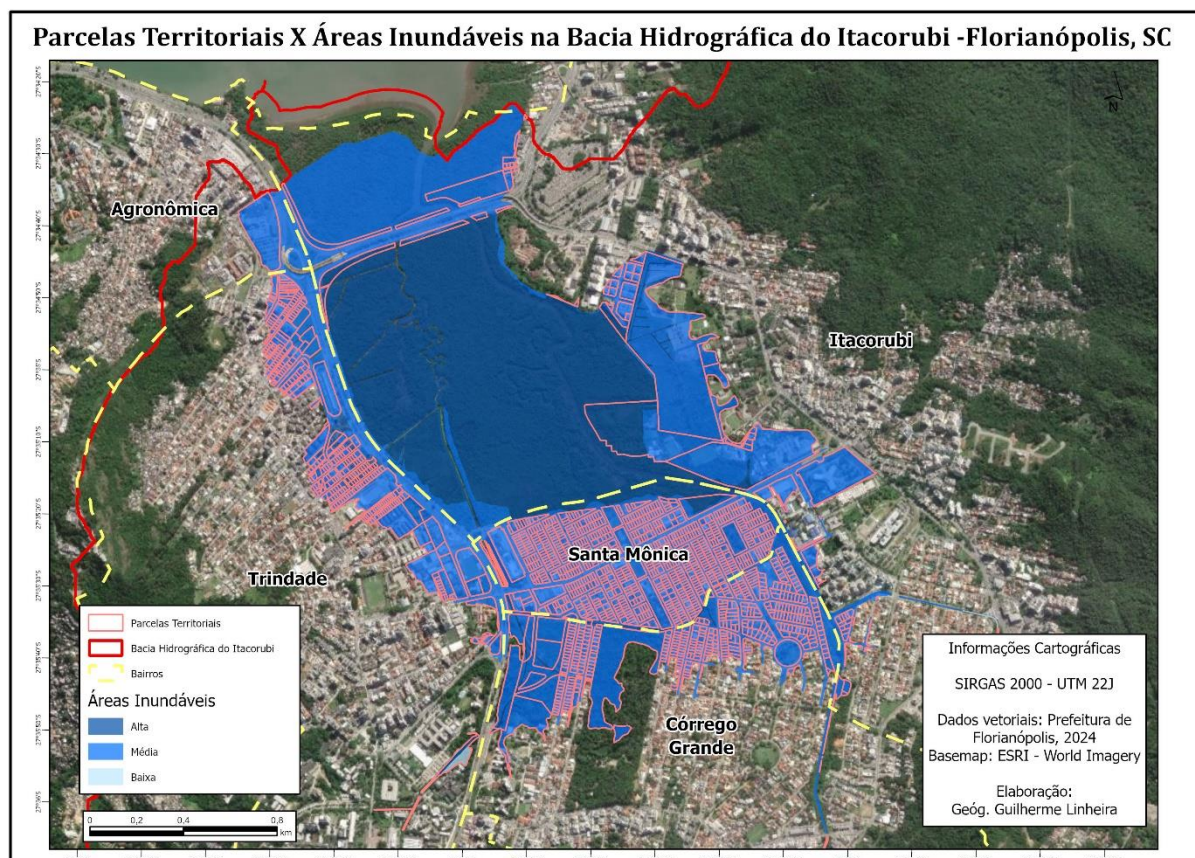 Parcelas Territoriais X Áreas Inundáveis na Bacia Hidrográfica do Itacorubi -Florianópolis, SC
N
Agronômica
Itacorubi
Santa Mônica
Trindade
Córrego
Grande
Parcelas Territoriais
Bacia Hidrográfica do Itacorubi
Bairros
Áreas Inundáveis
Alta
Média
Baixa
0 0,4 0,8
km
Informações Cartográficas
SIRGAS 2000 - UTM 22J
Dados vetoriais: Prefeitura de
Florianópolis, 2024
Basemap: ESRI - World Imagery
Elaboração:
Geóg. Guilherme Linheira